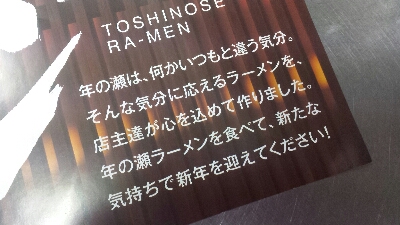 TOSHINOSE
RA-MEN
年の瀬は、何かいつもと違う気分。
そんな気分に応えるラーメンを、
店主達が心を込めて作りました。
年の瀬ラーメンを食べて、新たな
気持ちで新年を迎えてください!